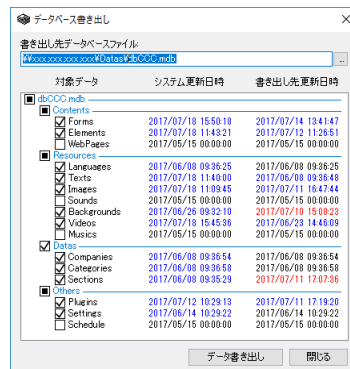 データベース書き出し
書き出し先データベースファイル
¥¥xxx.xxx.xxx.xxx¥Datas¥dbCCC.mdb ...
対象データ システム更新日時 書き出し先更新日時
dbCCC.mdb
Contents
Forms 2017/07/18 15:50:18 2017/07/14 13:41:47
Elements 2017/07/18 11:43:21 2017/07/12 11:26:51
WebPages 2017/05/15 00:00:00 2017/05/15 00:00:00
Resources
Languages 2017/06/08 09:36:25 2017/06/08 09:36:25
Texts 2017/07/18 11:40:00 2017/06/08 09:36:48
Images 2017/07/18 11:09:45 2017/07/11 16:47:44
Sounds 2017/05/15 00:00:00 2017/05/15 00:00:00
Backgrounds 2017/06/26 09:32:10 2017/07/10 15:08:23
Videos 2017/07/18 15:45:36 2017/06/23 14:46:09
Musics 2017/05/15 00:00:00 2017/05/15 00:00:00
Datas
Companies 2017/06/08 09:36:54 2017/06/08 09:36:54
Categories 2017/06/08 09:36:58 2017/06/08 09:36:58
Sections 2017/06/08 09:35:29 2017/07/11 17:07:36
Others
Plugins 2017/07/12 10:29:13 2017/07/11 17:19:20
Settings 2017/06/14 10:29:22 2017/06/14 10:29:22
Schedule 2017/05/15 00:00:00 2017/05/15 00:00:00
データ書き出し 閉じる